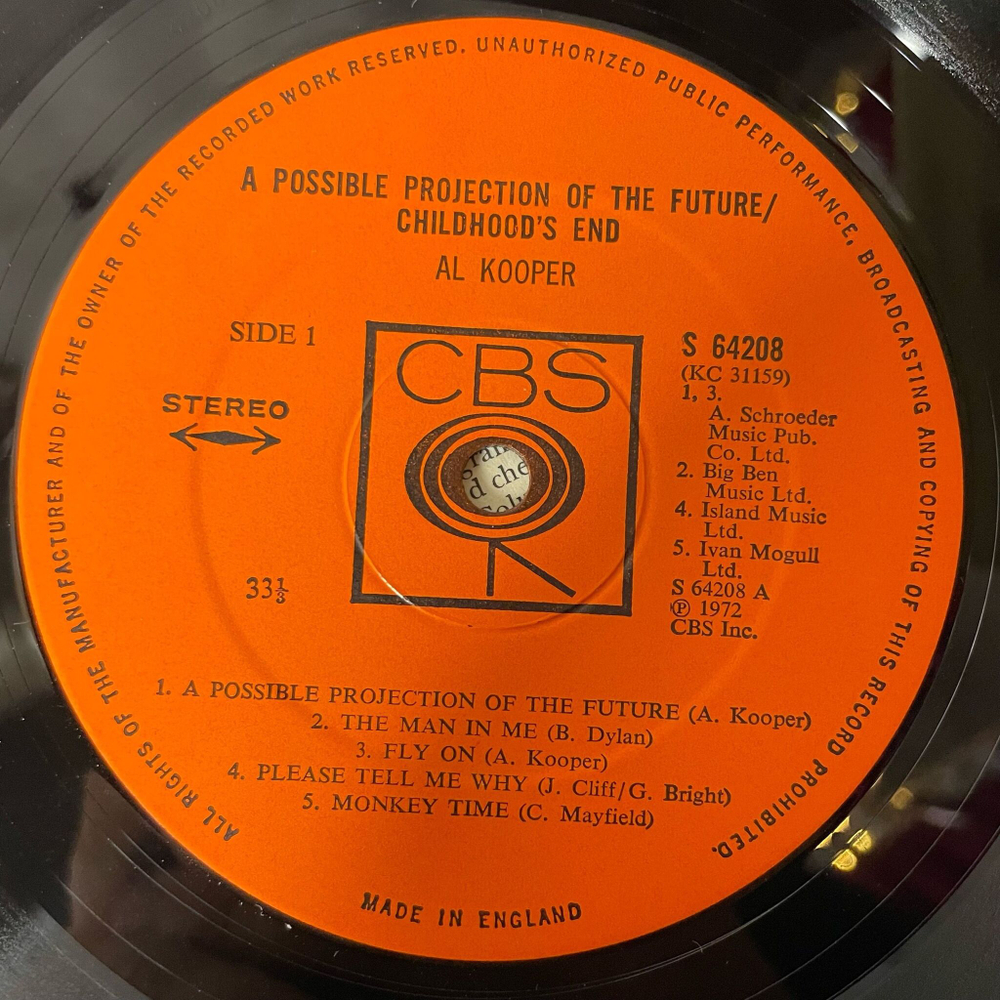 ALL RIGHTS OF THE MANUFACTURER AND OF THE OWNER OF THE RECORDED WORK RESERVED. UNAUTHORIZED PUBLIC PERFORMANCE, BROADCASTING AND COPYING OF THIS RECORD PROHIBITED.
A POSSIBLE PROJECTION OF THE FUTURE/
CHILDHOOD'S END
AL KOOPER
SIDE 1
STEREO
33⅓
CBS
S 64208
(KC 31159)
1, 3.
A. Schroeder
Music Pub.
Co. Ltd.
2. Big Ben
Music Ltd.
4. Island Music
Ltd.
5. Ivan Mogull
Ltd.
S 64208 A
℗ 1972
CBS Inc.
1. A POSSIBLE PROJECTION OF THE FUTURE (A. Kooper)
2. THE MAN IN ME (B. Dylan)
3. FLY ON (A. Kooper)
4. PLEASE TELL ME WHY (J. Cliff/G. Bright)
5. MONKEY TIME (C. Mayfield)
MADE IN ENGLAND